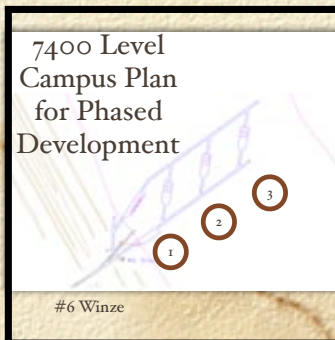 7400 Level
Campus Plan
for Phased
Development
3
2
1
#6 Winze